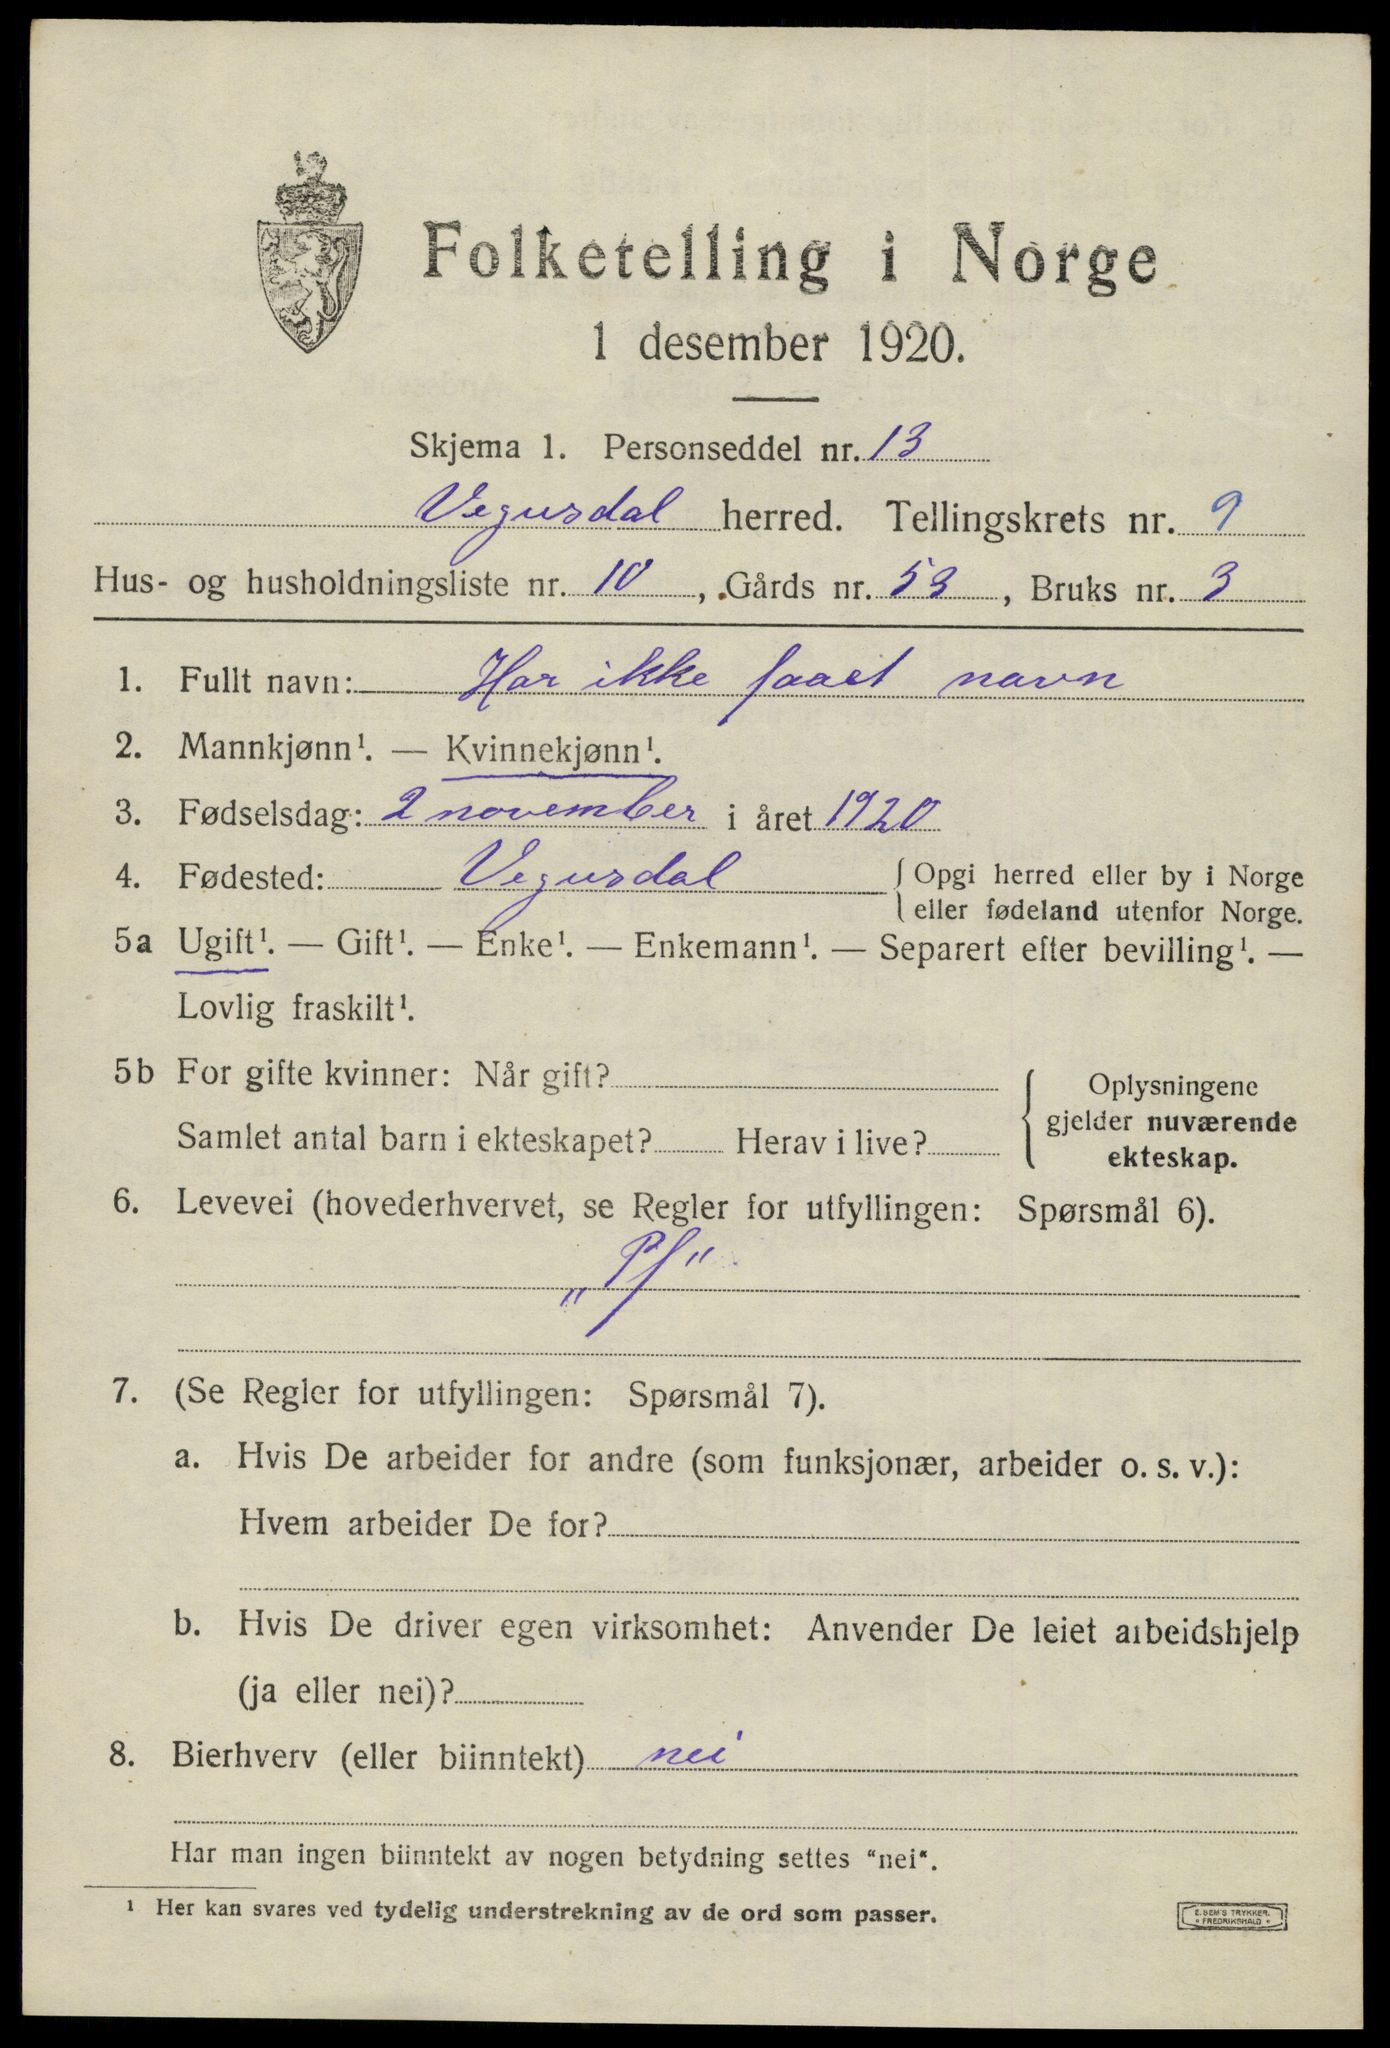 Folketelling i Norge
1 desember 1920.
Skjema 1. Personseddel nr. 13
Vegusdal herred. Tellingskrets nr. 9
Hus- og husholdningsliste nr. 10, Gårds nr. 53, Bruks nr. 3
1. Fullt navn: Har ikke faaet navn
2. Mannkjønn¹. — Kvinnekjønn¹.
3. Fødselsdag: 2 november i året 1920
4. Fødested: Vegusdal { Opgi herred eller by i Norge
eller fødeland utenfor Norge.
5a Ugift¹. — Gift¹. — Enke¹. — Enkemann¹. — Separert efter bevilling¹. —
Lovlig fraskilt¹.
5b For gifte kvinner: Når gift?
Samlet antal barn i ekteskapet? Herav i live?
{ Oplysningene
gjelder nuværende
ekteskap.
6. Levevei (hovederhvervet, se Regler for utfyllingen: Spørsmål 6).
„Pf"
7. (Se Regler for utfyllingen: Spørsmål 7).
a. Hvis De arbeider for andre (som funksjonær, arbeider o. s. v.):
Hvem arbeider De for?
b. Hvis De driver egen virksomhet: Anvender De leiet arbeidshjelp
(ja eller nei)?
8. Bierhverv (eller biinntekt) nei
Har man ingen biinntekt av nogen betydning settes "nei".
¹ Her kan svares ved tydelig understrekning av de ord som passer.
E. SEM'S TRYKKER.
• FREDRIKSHALD •